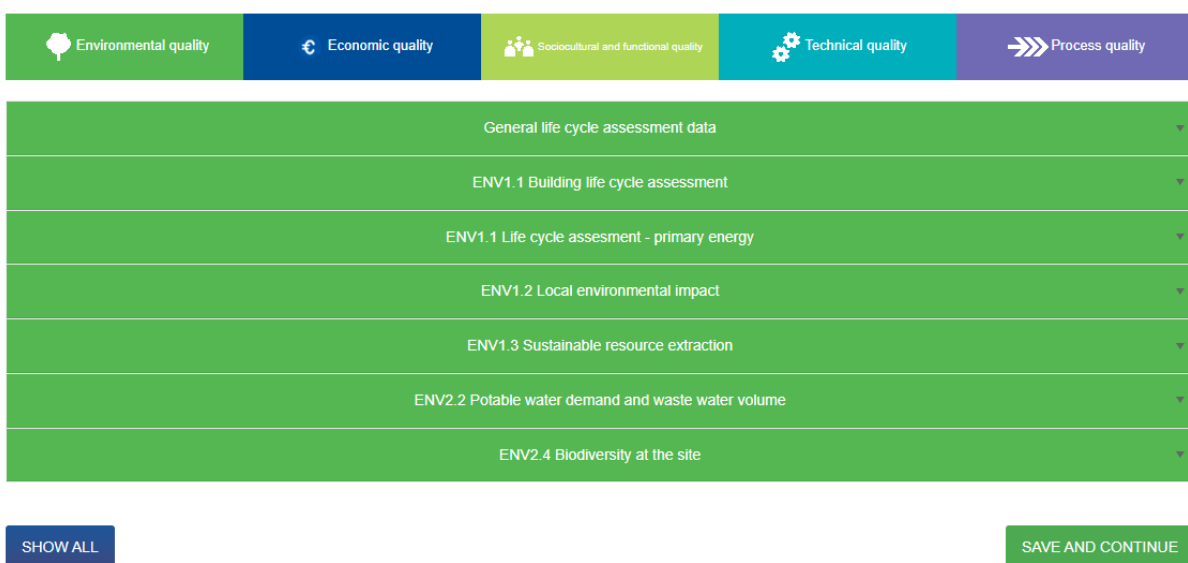 Environmental quality
Economic quality
Sociocultural and functional quality
Technical quality
Process quality
General life cycle assessment data
ENV1.1 Building life cycle assessment
ENV1.1 Life cycle assesment - primary energy
ENV1.2 Local environmental impact
ENV1.3 Sustainable resource extraction
ENV2.2 Potable water demand and waste water volume
ENV2.4 Biodiversity at the site
SHOW ALL
SAVE AND CONTINUE